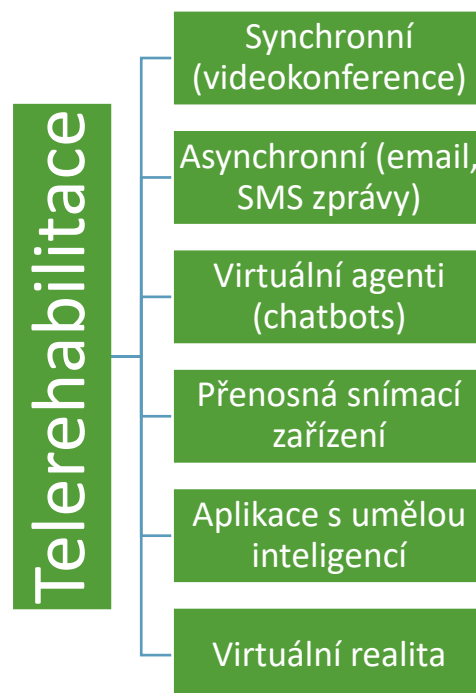 Telerehabilitace
Synchronní
(videokonference)
Asynchronní (email,
SMS zprávy)
Virtuální agenti
(chatbots)
Přenosná snímací
zařízení
Aplikace s umělou
inteligencí
Virtuální realita